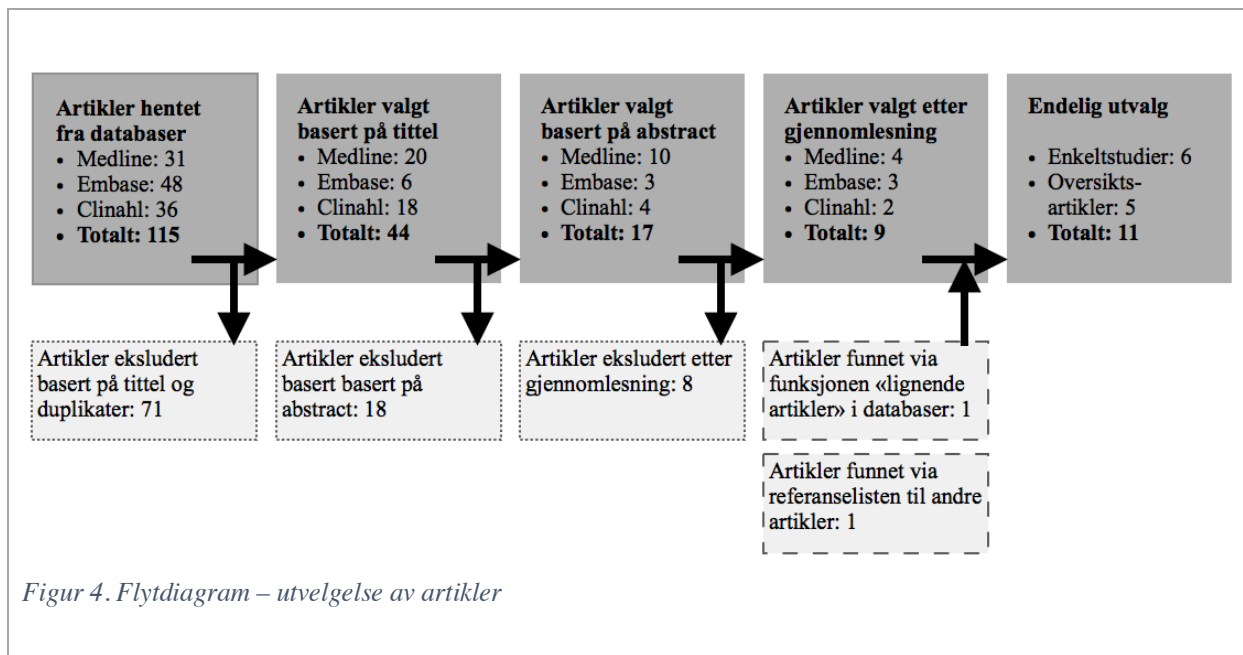 Artikler hentet
fra databaser
• Medline: 31
• Embase: 48
• Clinahl: 36
• Totalt: 115
Artikler valgt
basert på tittel
• Medline: 20
• Embase: 6
• Clinahl: 18
• Totalt: 44
Artikler valgt
basert på abstract
• Medline: 10
• Embase: 3
• Clinahl: 4
• Totalt: 17
Artikler valgt etter
gjennomlesning
• Medline: 4
• Embase: 3
• Clinahl: 2
• Totalt: 9
Endelig utvalg
• Enkeltstudier: 6
• Oversikts-
artikler: 5
• Totalt: 11
Artikler eksludert
basert på tittel og
duplikater: 71
Artikler eksludert
basert basert på
abstract: 18
Artikler eksludert etter
gjennomlesning: 8
Artikler funnet via
funksjonen «lignende
artikler» i databaser: 1
Artikler funnet via
referanselisten til andre
artikler: 1
Figur 4. Flytdiagram – utvelgelse av artikler